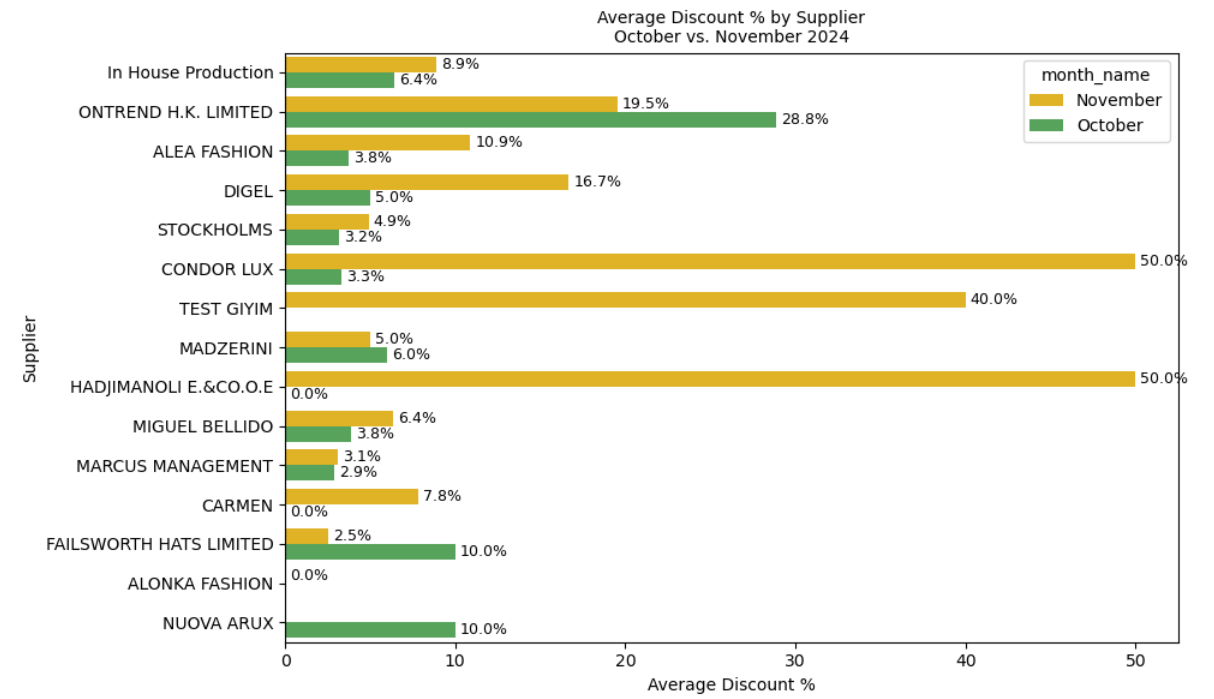 Average Discount % by Supplier
October vs. November 2024
month_name
November
October
Supplier
In House Production
8.9%
6.4%
ONTREND H.K. LIMITED
19.5%
28.8%
ALEA FASHION
10.9%
3.8%
DIGEL
16.7%
5.0%
STOCKHOLMS
4.9%
3.2%
CONDOR LUX
50.0%
3.3%
TEST GIYIM
40.0%
MADZERINI
5.0%
6.0%
HADJIMANOLI E.&CO.O.E
50.0%
0.0%
MIGUEL BELLIDO
6.4%
3.8%
MARCUS MANAGEMENT
3.1%
2.9%
CARMEN
7.8%
0.0%
FAILSWORTH HATS LIMITED
2.5%
10.0%
ALONKA FASHION
0.0%
NUOVA ARUX
10.0%
0 10 20 30 40 50
Average Discount %